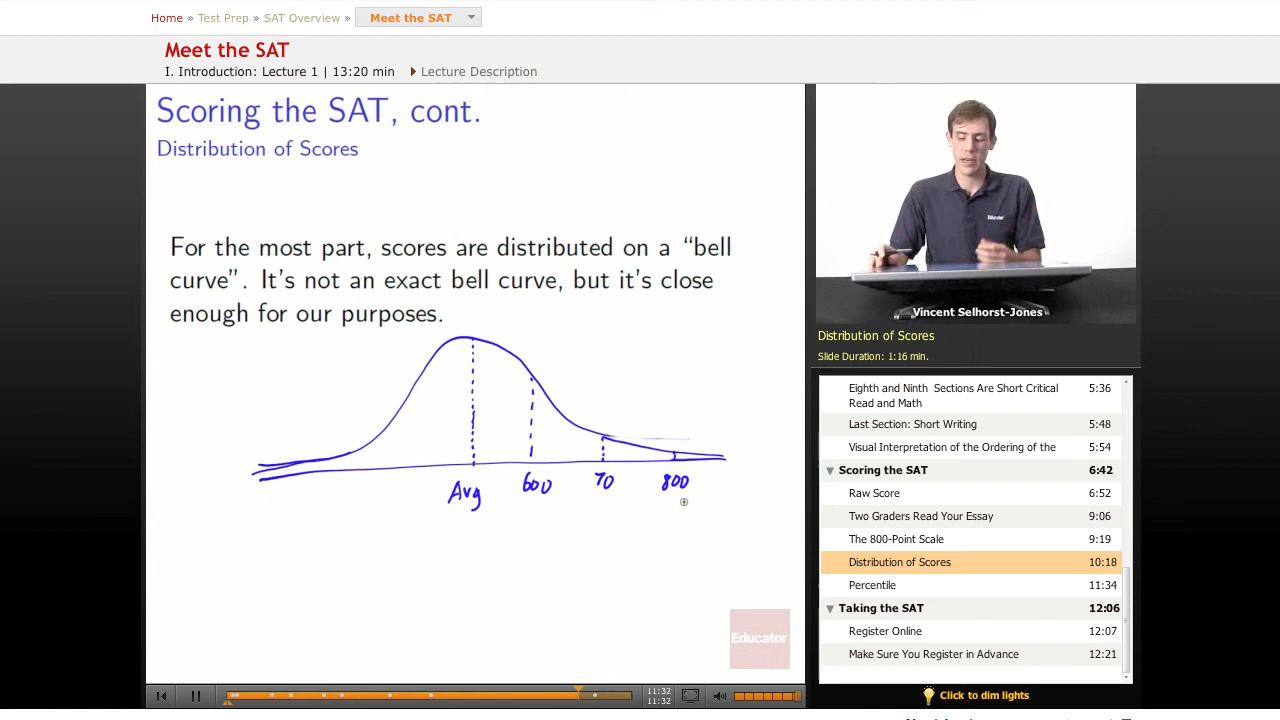 Home » Test Prep » SAT Overview » Meet the SAT
Meet the SAT
I. Introduction: Lecture 1 | 13:20 min Lecture Description
Scoring the SAT, cont.
Distribution of Scores
For the most part, scores are distributed on a “bell
curve”. It’s not an exact bell curve, but it’s close
enough for our purposes.
Avg 600 70 800
Educator
Educator
Vincent Selhorst-Jones
Distribution of Scores
Slide Duration: 1:16 min.
Eighth and Ninth Sections Are Short Critical 5:36
Read and Math
Last Section: Short Writing 5:48
Visual Interpretation of the Ordering of the 5:54
Scoring the SAT 6:42
Raw Score 6:52
Two Graders Read Your Essay 9:06
The 800-Point Scale 9:19
Distribution of Scores 10:18
Percentile 11:34
Taking the SAT 12:06
Register Online 12:07
Make Sure You Register in Advance 12:21
11:32
11:32
Click to dim lights